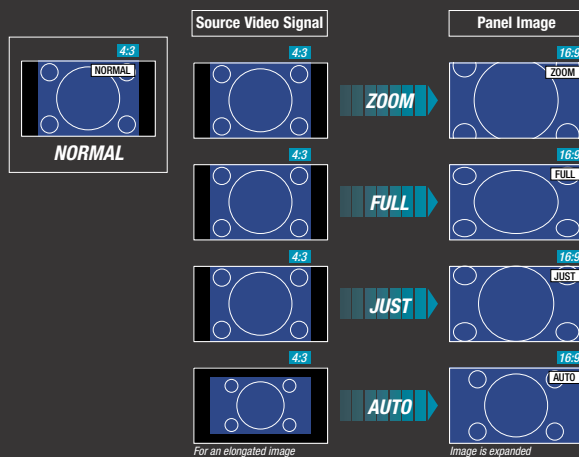 Source Video Signal
Panel Image
4:3
NORMAL
NORMAL
4:3
ZOOM
16:9
ZOOM
4:3
FULL
16:9
FULL
4:3
JUST
16:9
JUST
4:3
AUTO
16:9
AUTO
For an elongated image
Image is expanded